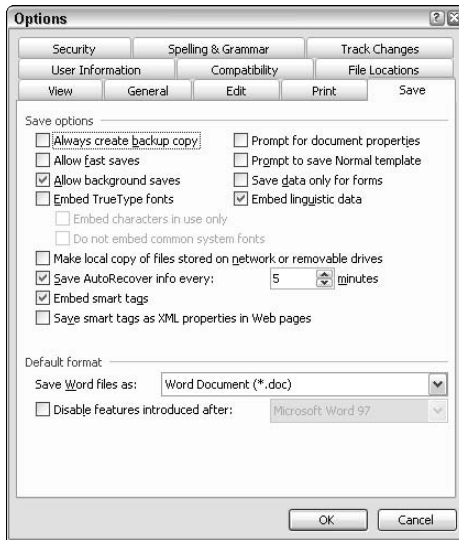 Options
Security Spelling & Grammar Track Changes
User Information Compatibility File Locations
View General Edit Print Save
Save options
Always create backup copy Prompt for document properties
Allow fast saves Prompt to save Normal template
Allow background saves Save data only for forms
Embed TrueType fonts Embed linguistic data
Embed characters in use only
Do not embed common system fonts
Make local copy of files stored on network or removable drives
Save AutoRecover info every: 5 minutes
Embed smart tags
Save smart tags as XML properties in Web pages
Default format
Save Word files as: Word Document (*.doc)
Disable features introduced after: Microsoft Word 97
OK Cancel